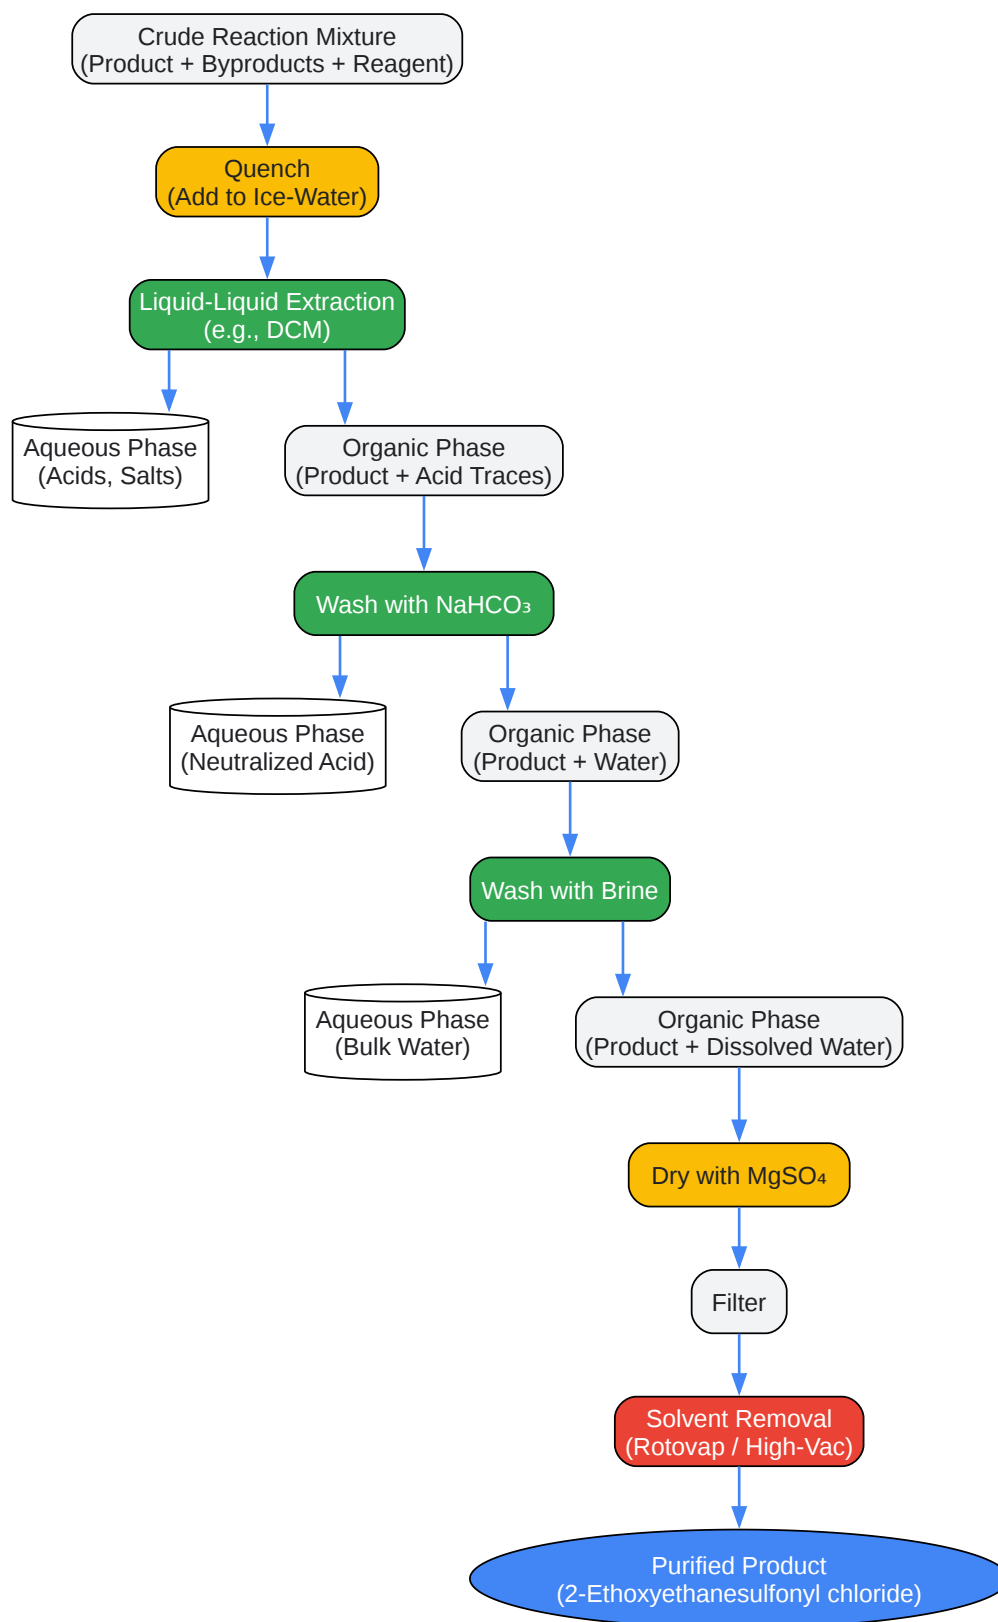 Crude Reaction Mixture
(Product + Byproducts + Reagent)
Quench
(Add to Ice-Water)
Liquid-Liquid Extraction
(e.g., DCM)
Aqueous Phase
(Acids, Salts)
Organic Phase
(Product + Acid Traces)
Wash with NaHCO₃
Aqueous Phase
(Neutralized Acid)
Organic Phase
(Product + Water)
Wash with Brine
Aqueous Phase
(Bulk Water)
Organic Phase
(Product + Dissolved Water)
Dry with MgSO₄
Filter
Solvent Removal
(Rotovap / High-Vac)
Purified Product
(2-Ethoxyethanesulfonyl chloride)